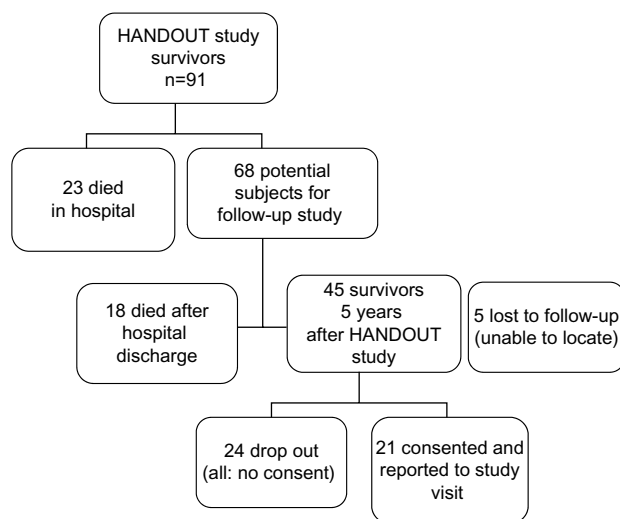 HANDOUT study
survivors
n=91
23 died
in hospital
68 potential
subjects for
follow-up study
18 died after
hospital
discharge
45 survivors
5 years
after HANDOUT
study
5 lost to follow-up
(unable to locate)
24 drop out
(all: no consent)
21 consented and
reported to study
visit